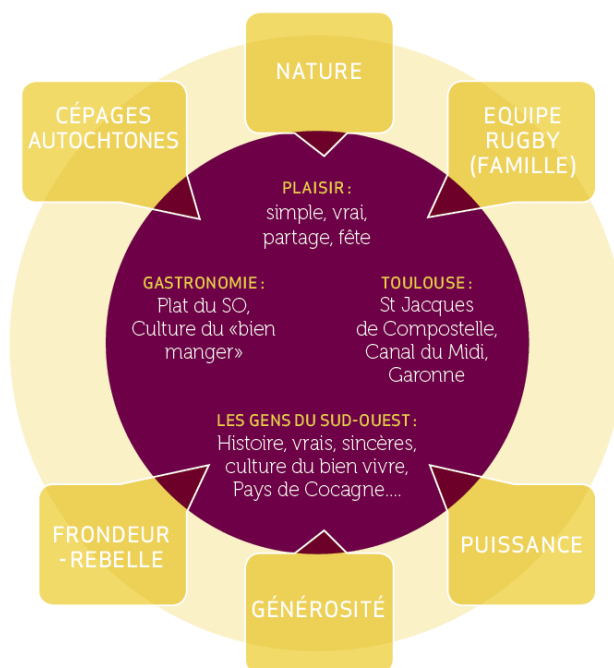 NATURE
CÉPAGES
AUTOCHTONES
EQUIPE
RUGBY
(FAMILLE)
PLAISIR :
simple, vrai,
partage, fête
GASTRONOMIE :
Plat du SO,
Culture du «bien
manger»
TOULOUSE :
St Jacques
de Compostelle,
Canal du Midi,
Garonne
LES GENS DU SUD-OUEST :
Histoire, vrais, sincères,
culture du bien vivre,
Pays de Cocagne....
FRONDEUR
-REBELLE
PUISSANCE
GÉNÉROSITÉ